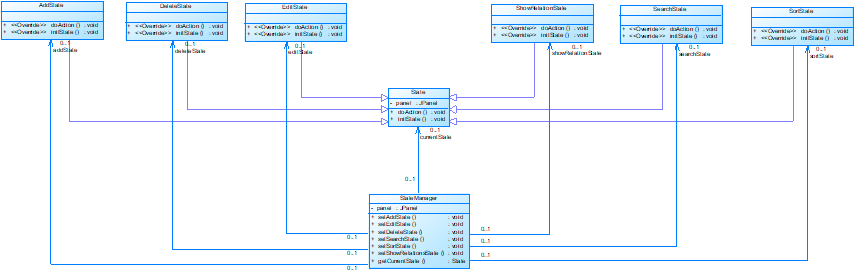 AddState
+ <<Override>> doAction () : void
+ <<Override>> initState () : void
0..1
addState
DeleteState
+ <<Override>> doAction () : void
+ <<Override>> initState () : void
0..1
deleteState
EditState
+ <<Override>> doAction () : void
+ <<Override>> initState () : void
0..1
editState
ShowRelationState
+ <<Override>> doAction () : void
+ <<Override>> initState () : void
0..1
showRelationState
SearchState
+ <<Override>> doAction () : void
+ <<Override>> initState () : void
0..1
searchState
SortState
+ <<Override>> doAction () : void
+ <<Override>> initState () : void
0..1
sortState
State
- panel : JPanel
+ doAction () : void
+ initState () : void
0..1
currentState
0..1
StateManager
- panel : JPanel
+ setAddState () : void
+ setEditState () : void
+ setDeleteState () : void
+ setSearchState () : void
+ setSortState () : void
+ setShowRelationsState () : void
+ getCurrentState () : State
0..1
0..1
0..1
0..1
0..1
0..1